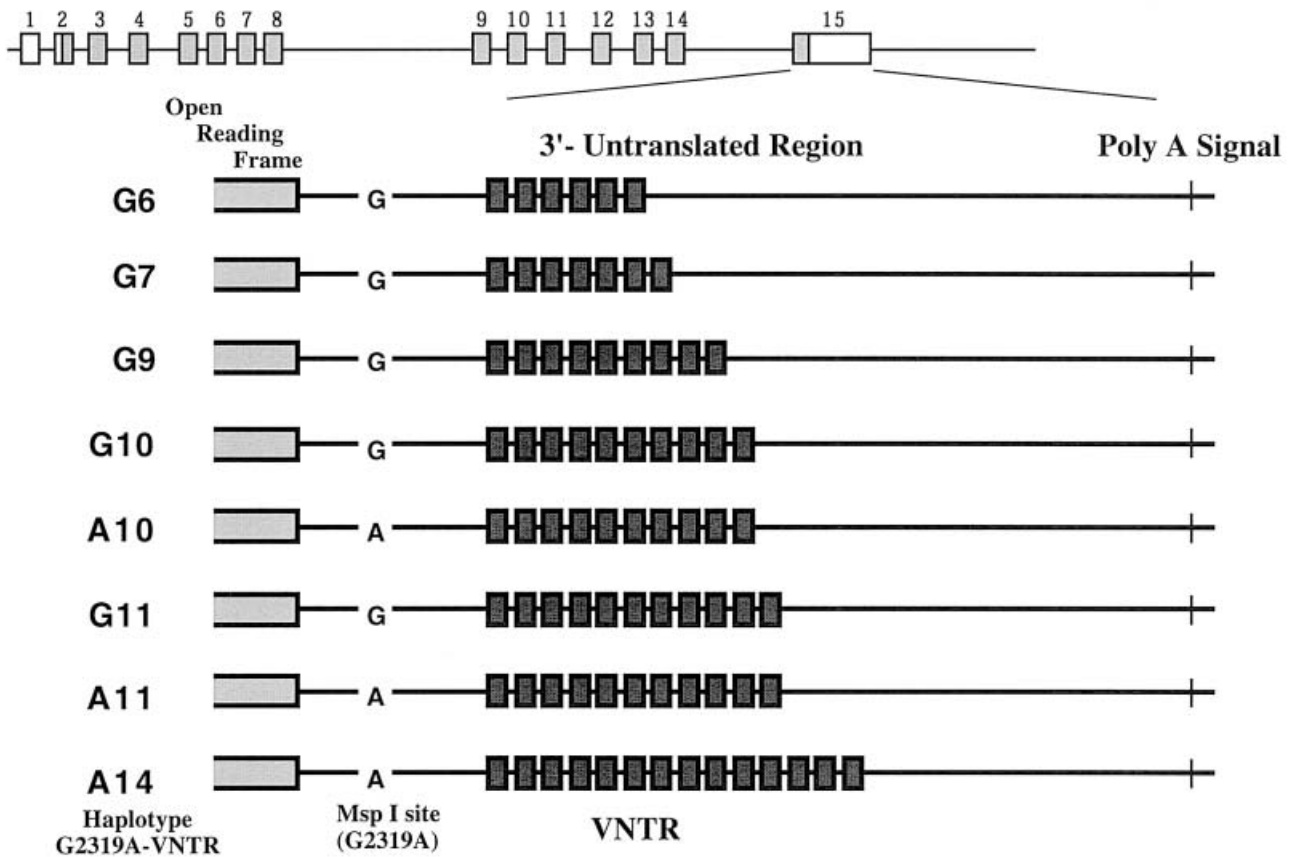 1 2 3 4 5 6 7 8 9 10 11 12 13 14 15
Open
Reading
Frame
3'- Untranslated Region
Poly A Signal
G6 G
G7 G
G9 G
G10 G
A10 A
G11 G
A11 A
A14 A
Haplotype
G2319A-VNTR
Msp I site
(G2319A)
VNTR